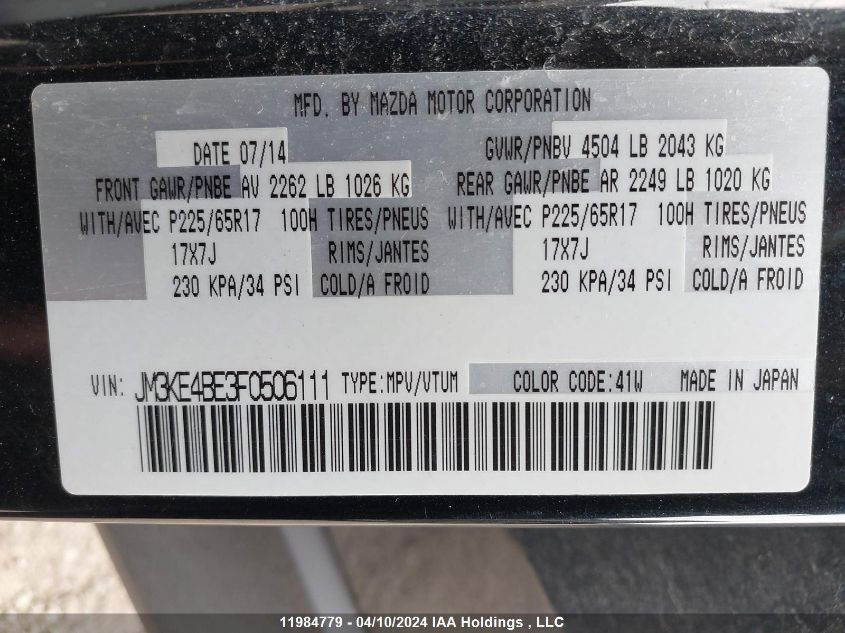 MFD. BY MAZDA MOTOR CORPORATION
DATE 07/14 GVWR/PNBV 4504 LB 2043 KG
FRONT GAWR/PNBE AV 2262 LB 1026 KG REAR GAWR/PNBE AR 2249 LB 1020 KG
WITH/AVEC P225/65R17 100H TIRES/PNEUS WITH/AVEC P225/65R17 100H TIRES/PNEUS
17X7J RIMS/JANTES 17X7J RIMS/JANTES
230 KPA/34 PSI COLD/A FROID 230 KPA/34 PSI COLD/A FROID
VIN: JM3KE4BE3F0506111 TYPE:MPV/VTUM COLOR CODE:41W MADE IN JAPAN
11984779 - 04/10/2024 IAA Holdings , LLC